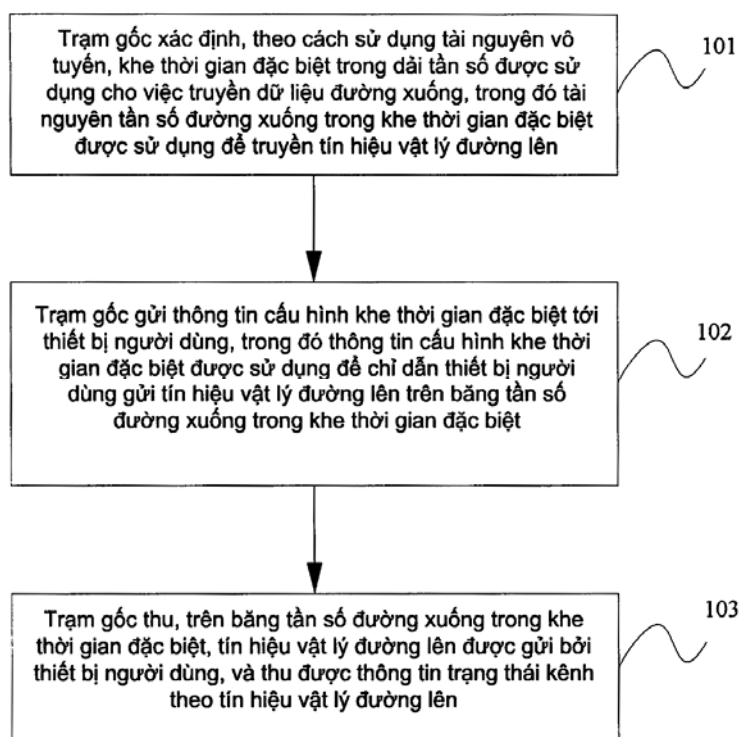 Trạm gốc xác định, theo cách sử dụng tài nguyên vô
tuyến, khe thời gian đặc biệt trong dải tần số được sử
dụng cho việc truyền dữ liệu đường xuống, trong đó tài
nguyên tần số đường xuống trong khe thời gian đặc biệt
được sử dụng để truyền tín hiệu vật lý đường lên
101
Trạm gốc gửi thông tin cấu hình khe thời gian đặc biệt tới
thiết bị người dùng, trong đó thông tin cấu hình khe thời
gian đặc biệt được sử dụng để chỉ dẫn thiết bị người
dùng gửi tín hiệu vật lý đường lên trên băng tần số
đường xuống trong khe thời gian đặc biệt
102
Trạm gốc thu, trên băng tần số đường xuống trong khe
thời gian đặc biệt, tín hiệu vật lý đường lên được gửi bởi
thiết bị người dùng, và thu được thông tin trạng thái kênh
theo tín hiệu vật lý đường lên
103